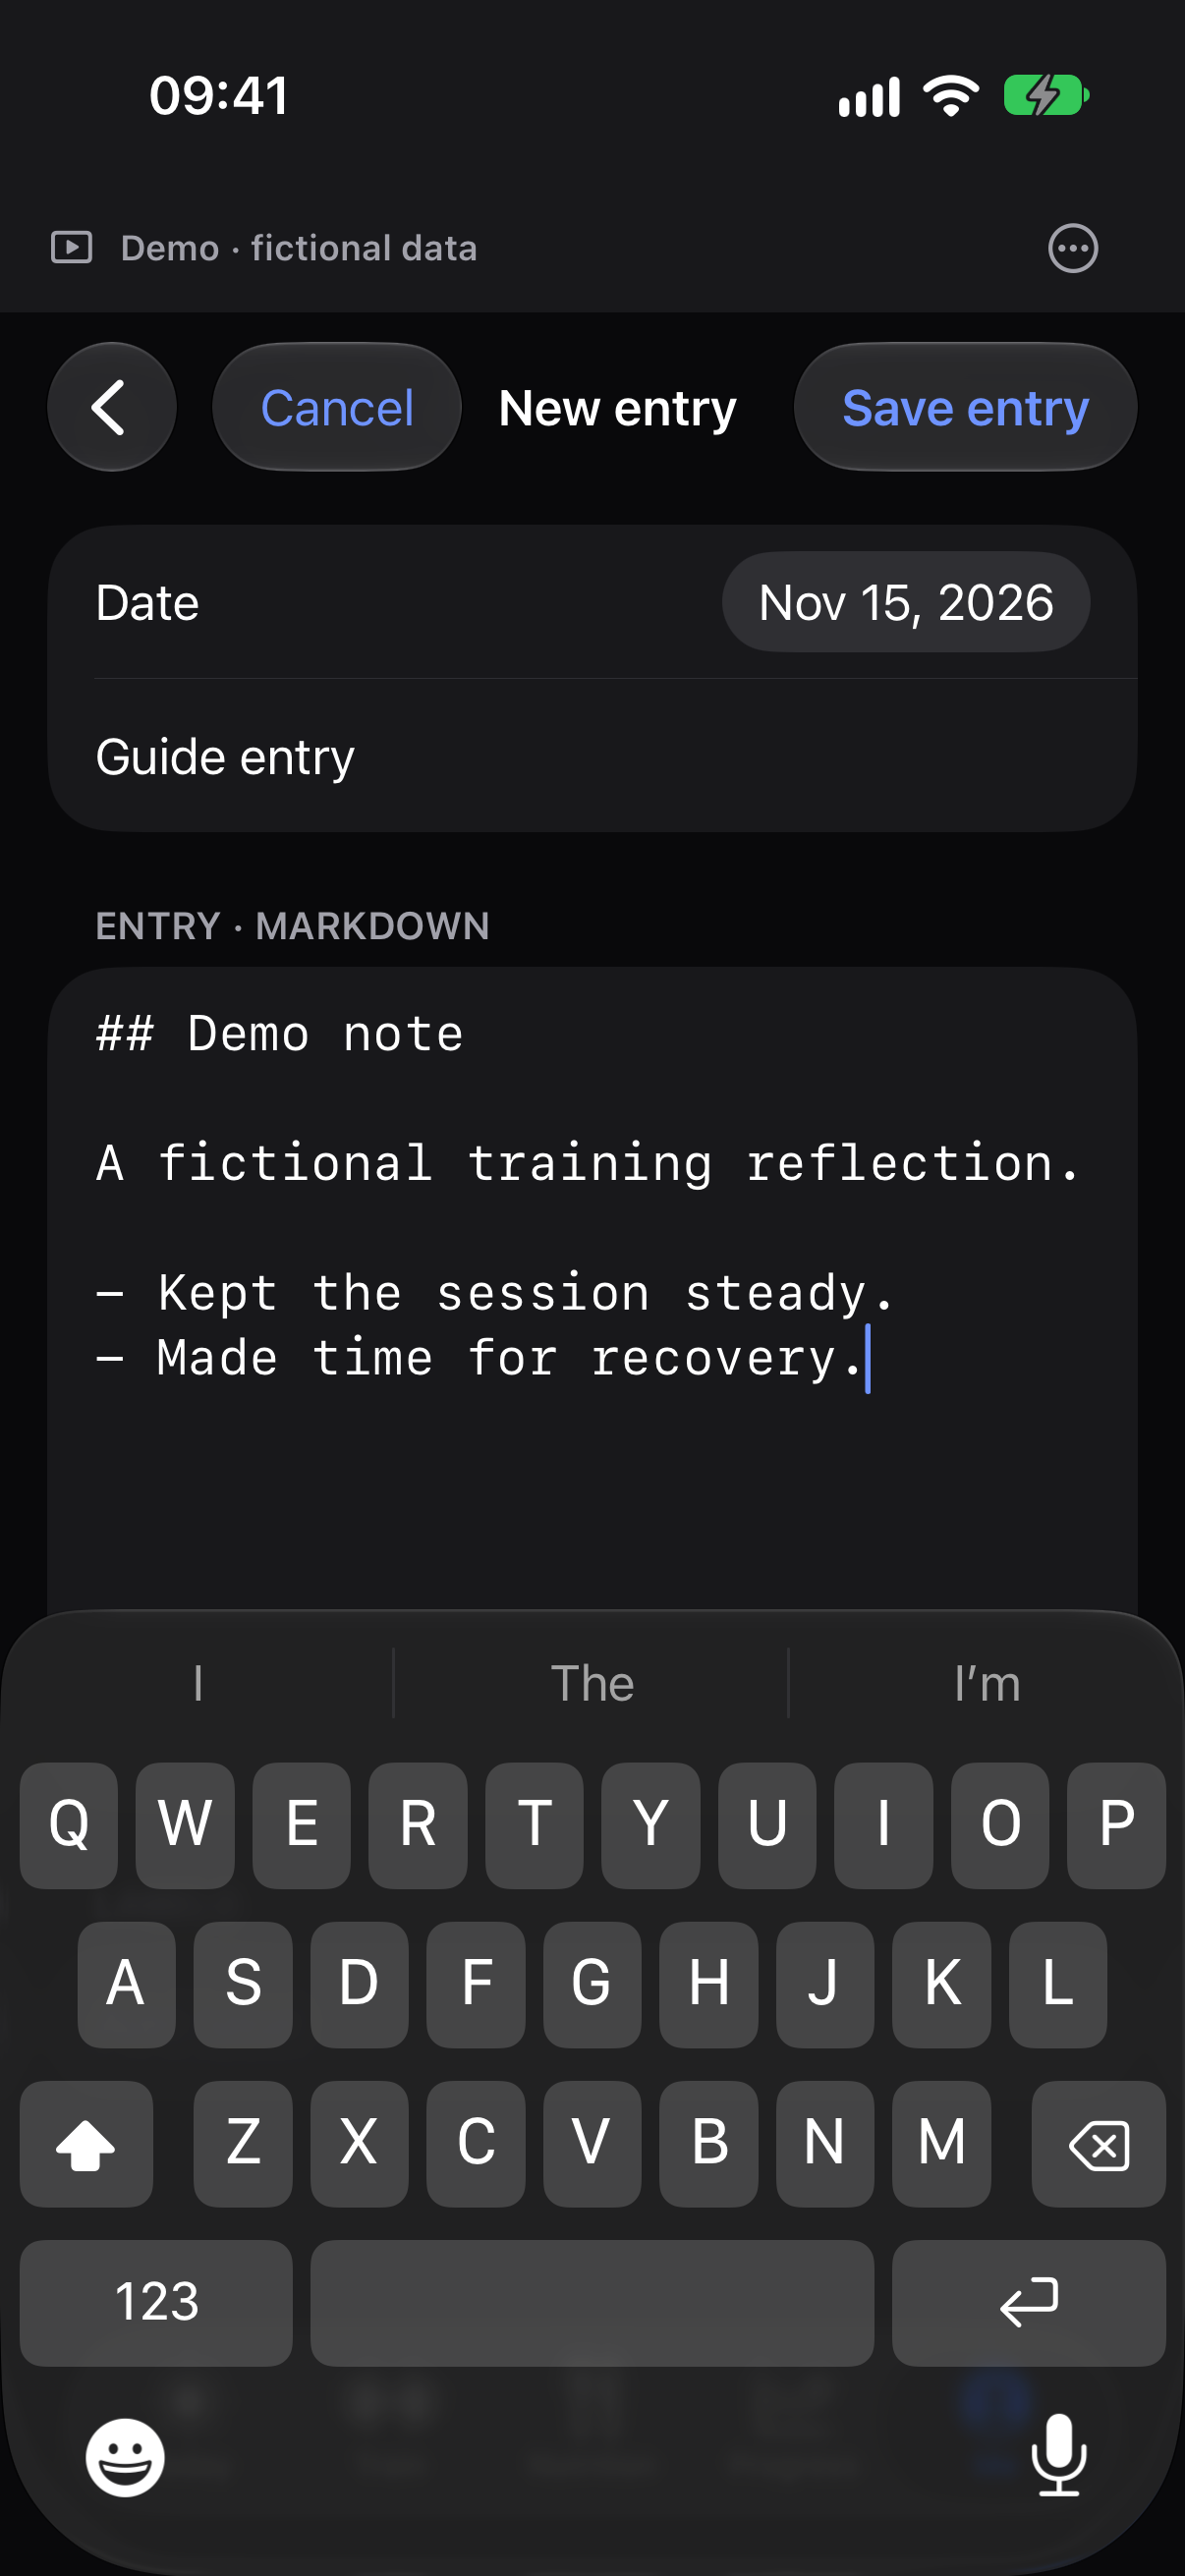 09:41
Demo · fictional data
Cancel
New entry
Save entry
Date
Nov 15, 2026
Guide entry
ENTRY · MARKDOWN
## Demo note
A fictional training reflection.
– Kept the session steady.
– Made time for recovery.
I
The
I’m
Q W E R T Y U I O P
A S D F G H J K L
Z X C V B N M
123